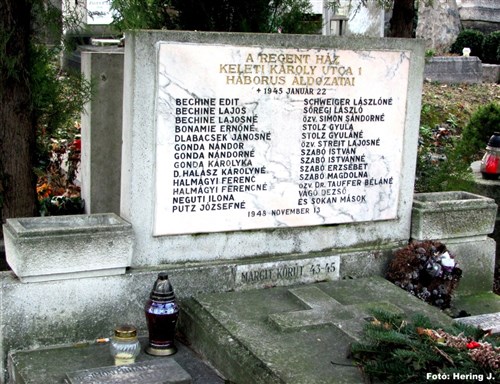 A REGENT HÁZ
KELETI KÁROLY UTCA 1
HÁBORUS ÁLDOZATAI
+ 1945 JANUÁR 22
BECHINE EDIT
BECHINE LAJOS
BECHINE LAJOSNÉ
BONAMIE ERNŐNÉ
DLABACSEK JÁNOSNÉ
GONDA NÁNDOR
GONDA NÁNDORNÉ
GONDA KÁROLYKA
D. HALÁSZ KÁROLYNÉ
HALMÁGYI FERENC
HALMÁGYI FERENCNÉ
NEGUTI ILONA
PUTZ JÓZSEFNÉ
SCHWEIGER LÁSZLÓNÉ
SÖRÉGI LÁSZLÓ
ÖZV. SIMON SÁNDORNÉ
STOLZ GYULA
STOLZ GYULÁNÉ
ÖZV. STREIT LAJOSNÉ
SZABÓ ISTVÁN
SZABÓ ISTVÁNNÉ
SZABÓ ERZSÉBET
SZABÓ MAGDOLNA
ÖZV. DR. TAUFFER BÉLÁNÉ
VÁGÓ DEZSŐ
ÉS SOKAN MÁSOK
1948 NOVEMBER 13
MARGIT KÖRÚT 43-45
Fotó: Hering J.